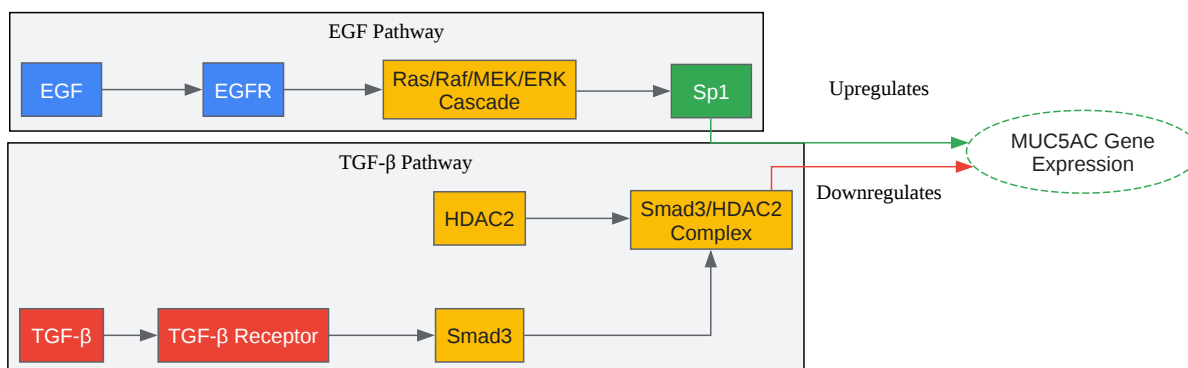 EGF Pathway
EGF
EGFR
Ras/Raf/MEK/ERK
Cascade
Sp1
Upregulates
MUC5AC Gene
Expression
Downregulates
TGF-β Pathway
HDAC2
Smad3/HDAC2
Complex
TGF-β
TGF-β Receptor
Smad3